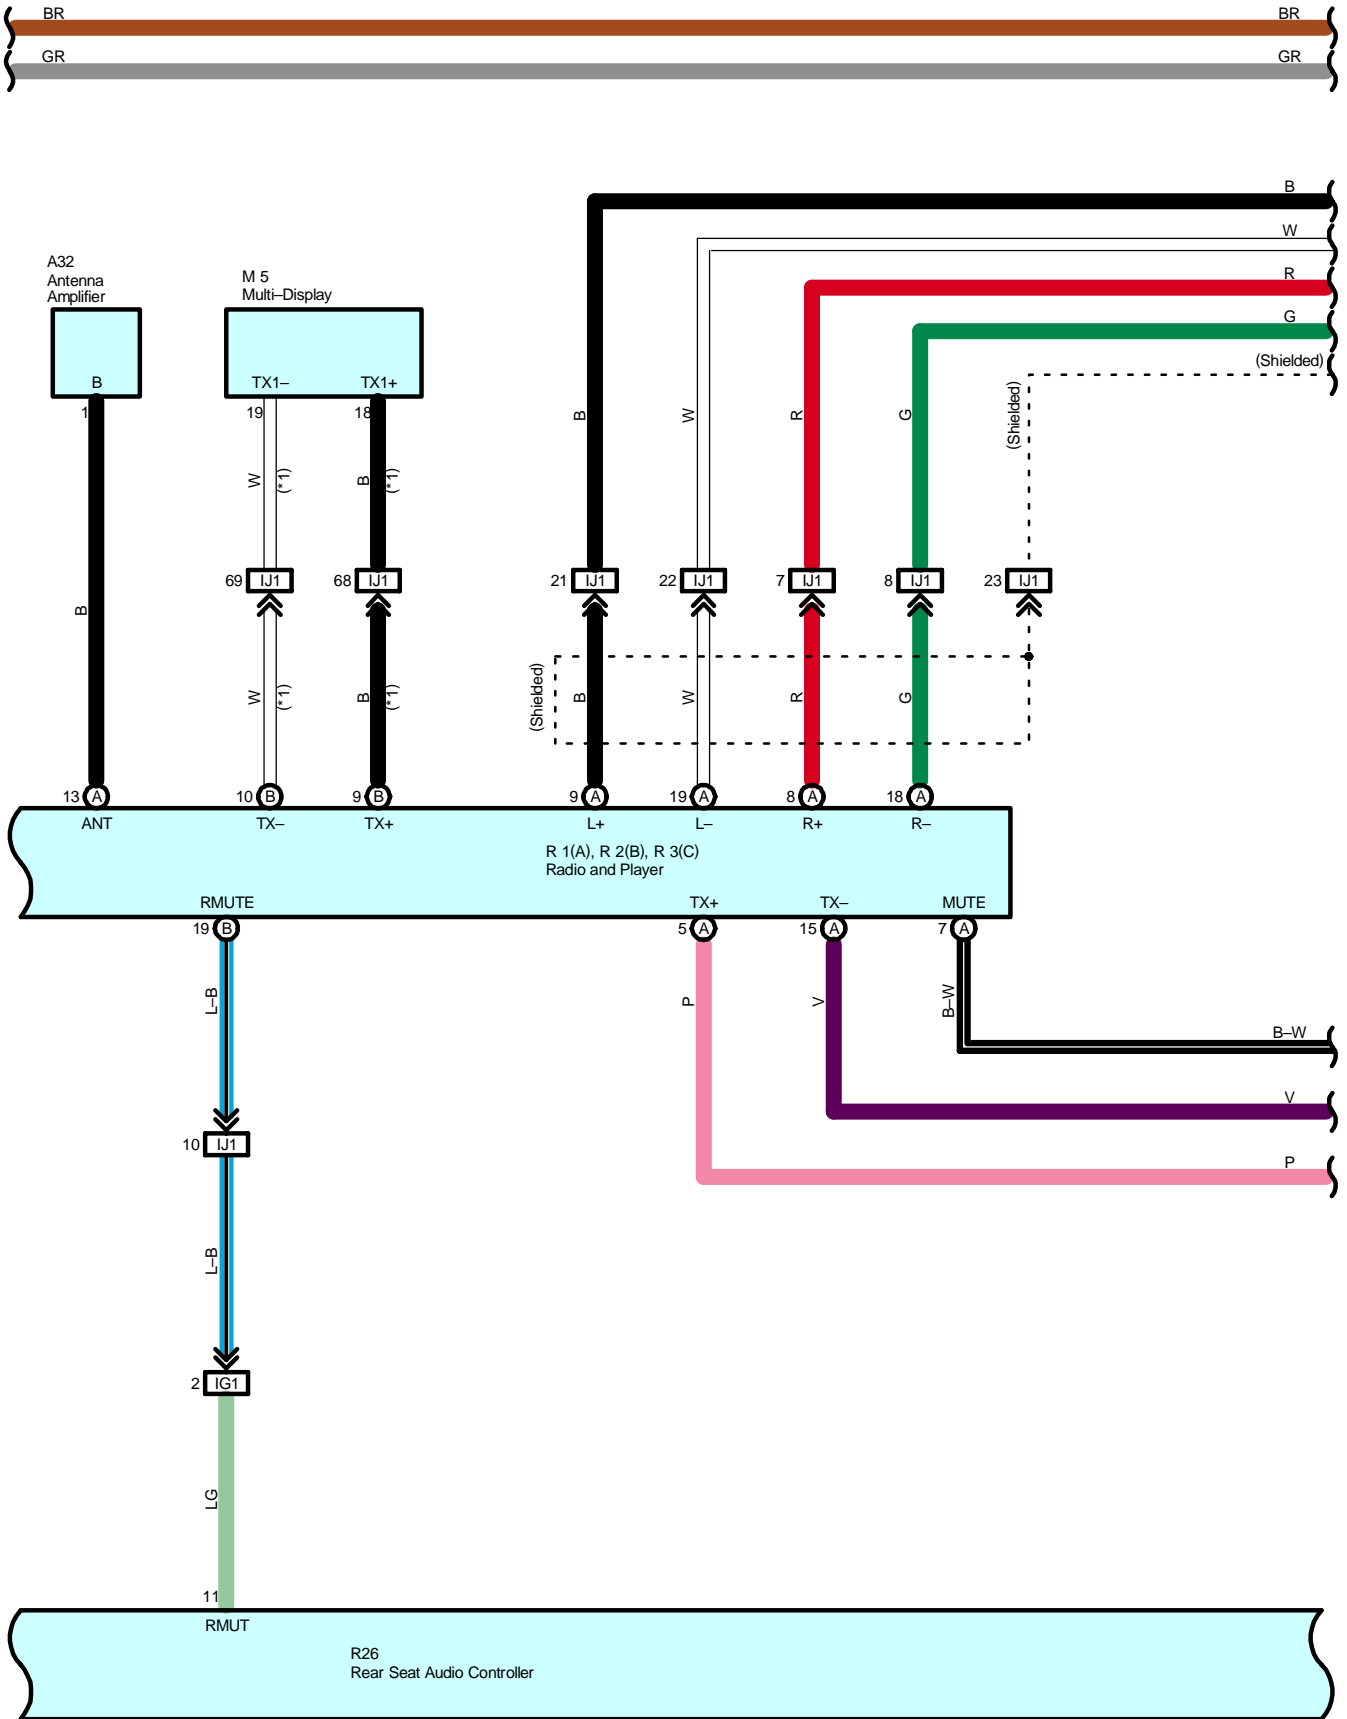 BR BR
GR GR
B
W
R
G
(Shielded)
A32
Antenna
Amplifier
M 5
Multi–Display
B
TX1– TX1+
1 19 18
B W R G (Shielded)
W (*1) B (*1)
69 IJ1 68 IJ1 21 IJ1 22 IJ1 7 IJ1 8 IJ1 23 IJ1
B
W (*1) B (*1) (Shielded) B W R G
13 A 10 B 9 B 9 A 19 A 8 A 18 A
ANT TX– TX+ L+ L– R+ R–
R 1(A), R 2(B), R 3(C)
Radio and Player
RMUTE TX+ TX– MUTE
19 B 5 A 15 A 7 A
L–B P V B–W
B–W
V
10 IJ1
P
L–B
2 IG1
LG
11
RMUT
R26
Rear Seat Audio Controller